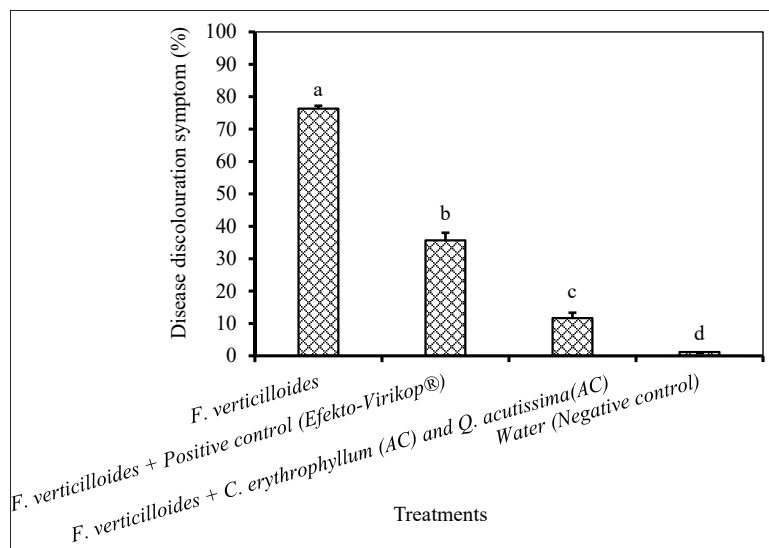 Disease discolouration symptom (%)
100
90
80
70
60
50
40
30
20
10
0
a
b
c
d
F. verticilloides
F. verticilloides + Positive control (Efekto-Virikop®)
F. verticilloides + C. erythrophyllum (AC) and Q. acutissima(AC)
Water (Negative control)
Treatments